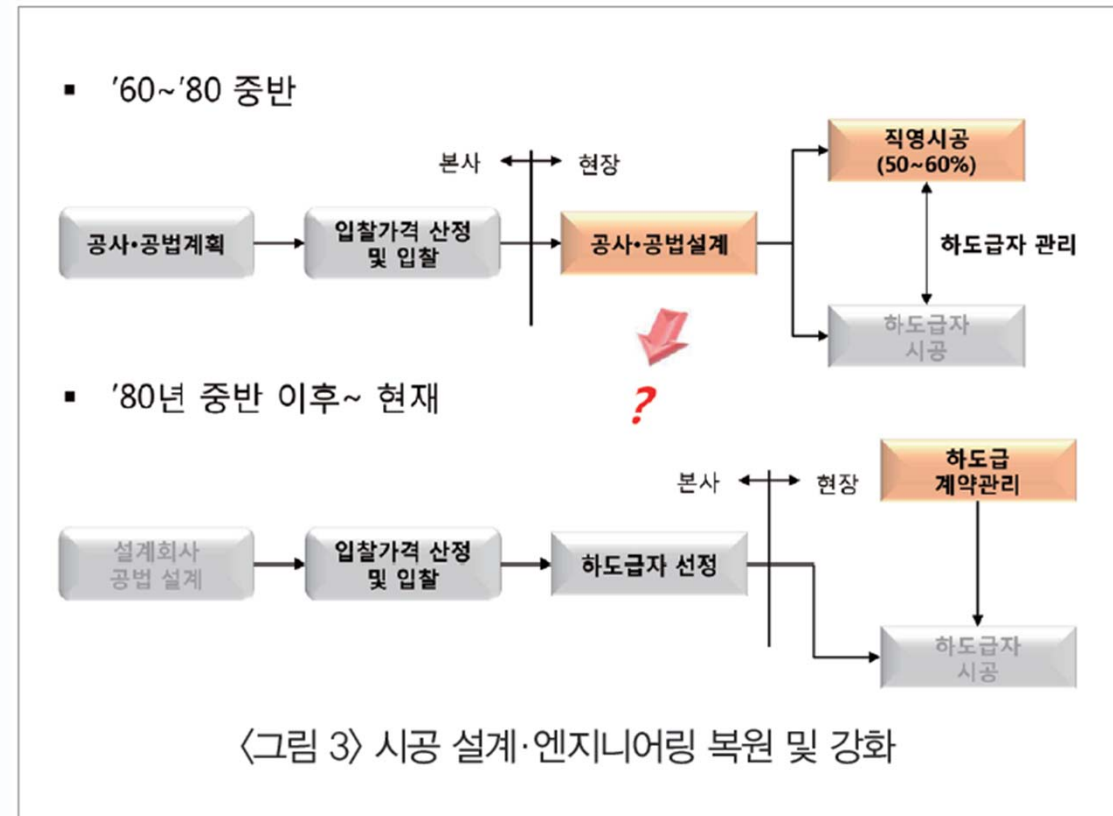 ▪ '60~'80 중반
본사
현장
직영시공
(50~60%)
공사•공법계획
입찰가격 산정
및 입찰
공사•공법설계
하도급자 관리
하도급자
시공
?
▪ '80년 중반 이후~ 현재
본사
현장
하도급
계약관리
설계회사
공법 설계
입찰가격 산정
및 입찰
하도급자 선정
하도급자
시공
〈그림 3〉 시공 설계·엔지니어링 복원 및 강화